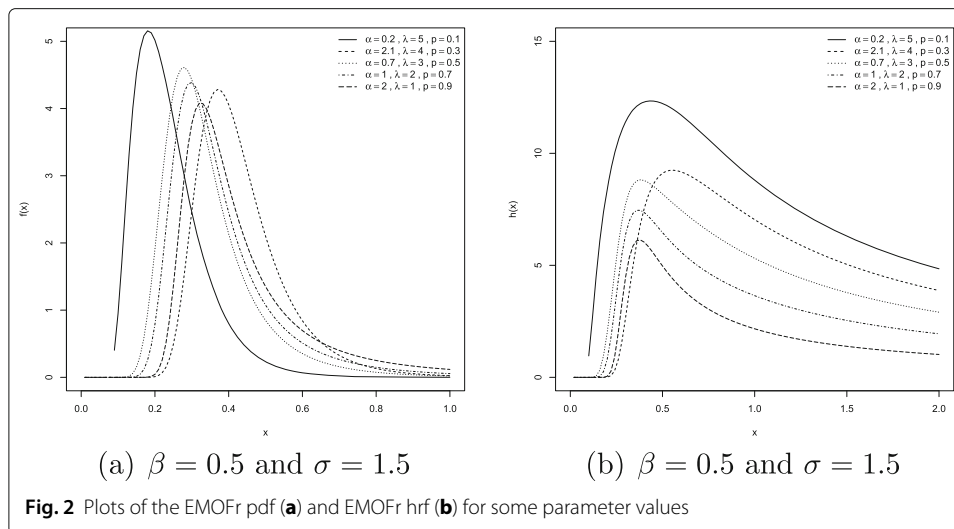 α = 0.2 , λ = 5 , p = 0.1
α = 2.1 , λ = 4 , p = 0.3
α = 0.7 , λ = 3 , p = 0.5
α = 1 , λ = 2 , p = 0.7
α = 2 , λ = 1 , p = 0.9
5
4
3
2
1
0
f(x)
0.0 0.2 0.4 0.6 0.8 1.0
x
(a) β = 0.5 and σ = 1.5
α = 0.2 , λ = 5 , p = 0.1
α = 2.1 , λ = 4 , p = 0.3
α = 0.7 , λ = 3 , p = 0.5
α = 1 , λ = 2 , p = 0.7
α = 2 , λ = 1 , p = 0.9
15
10
5
0
h(x)
0.0 0.5 1.0 1.5 2.0
x
(b) β = 0.5 and σ = 1.5
Fig. 2 Plots of the EMOFr pdf (a) and EMOFr hrf (b) for some parameter values